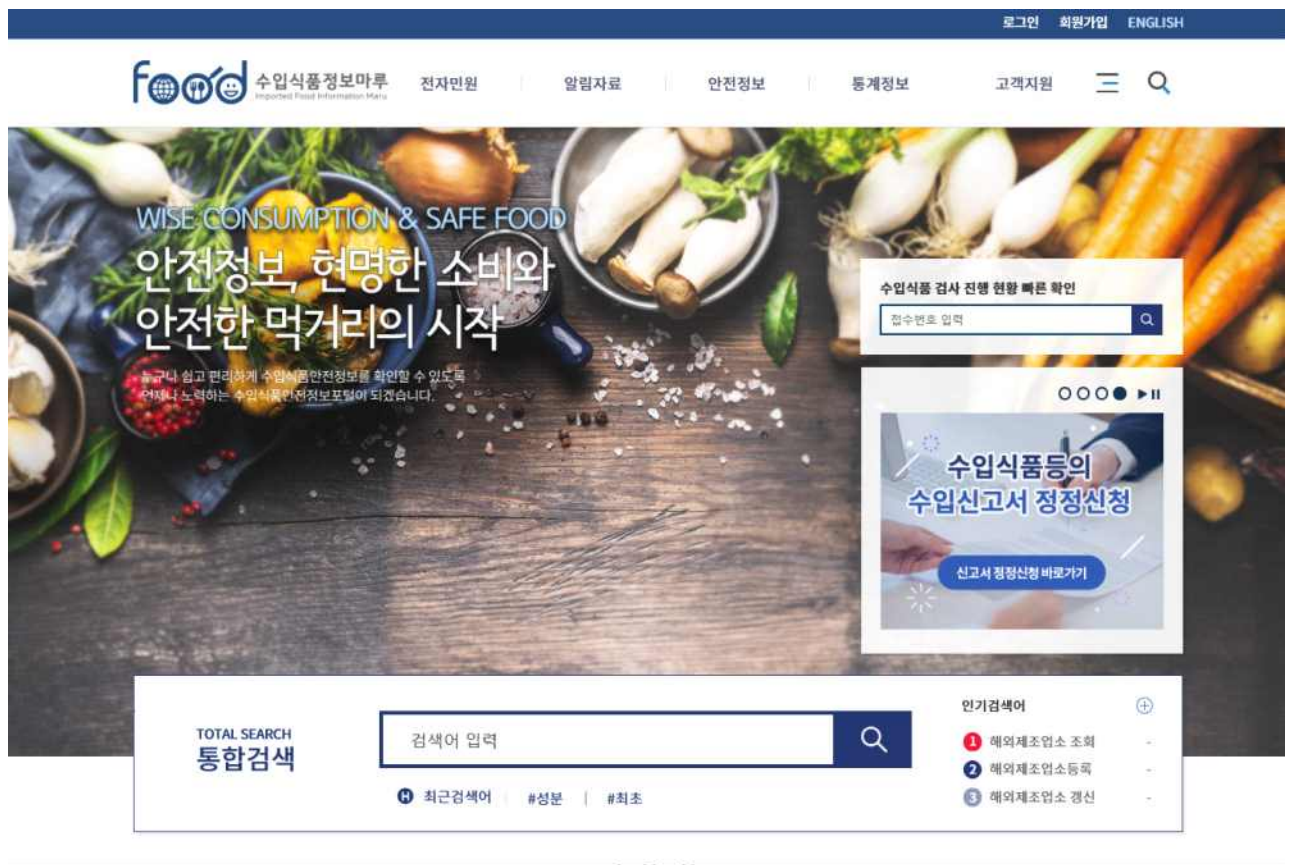 로그인 회원가입 ENGLISH
food 수입식품정보마루
Imported Food Information Maru
전자민원 알림자료 안전정보 통계정보 고객지원
WISE CONSUMPTION & SAFE FOOD
안전정보, 현명한 소비와
안전한 먹거리의 시작
누구나 쉽고 편리하게 수입식품안전정보를 확인할 수 있도록
언제나 노력하는 수입식품안전정보포털이 되겠습니다.
수입식품 검사 진행 현황 빠른 확인
접수번호 입력
수입식품등의
수입신고서 정정신청
신고서 정정신청 바로가기
TOTAL SEARCH
통합검색
검색어 입력
H 최근검색어 #성분 | #최초
인기검색어
1 해외제조업소 조회 -
2 해외제조업소등록 -
3 해외제조업소 갱신 -